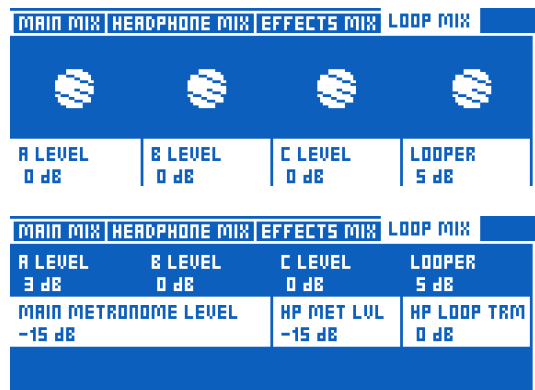 MAIN MIX HEADPHONE MIX EFFECTS MIX LOOP MIX
A LEVEL B LEVEL C LEVEL LOOPER
0 dB 0 dB 0 dB 5 dB
MAIN MIX HEADPHONE MIX EFFECTS MIX LOOP MIX
A LEVEL B LEVEL C LEVEL LOOPER
3 dB 0 dB 0 dB 5 dB
MAIN METRONOME LEVEL HP MET LVL HP LOOP TRM
-15 dB -15 dB 0 dB